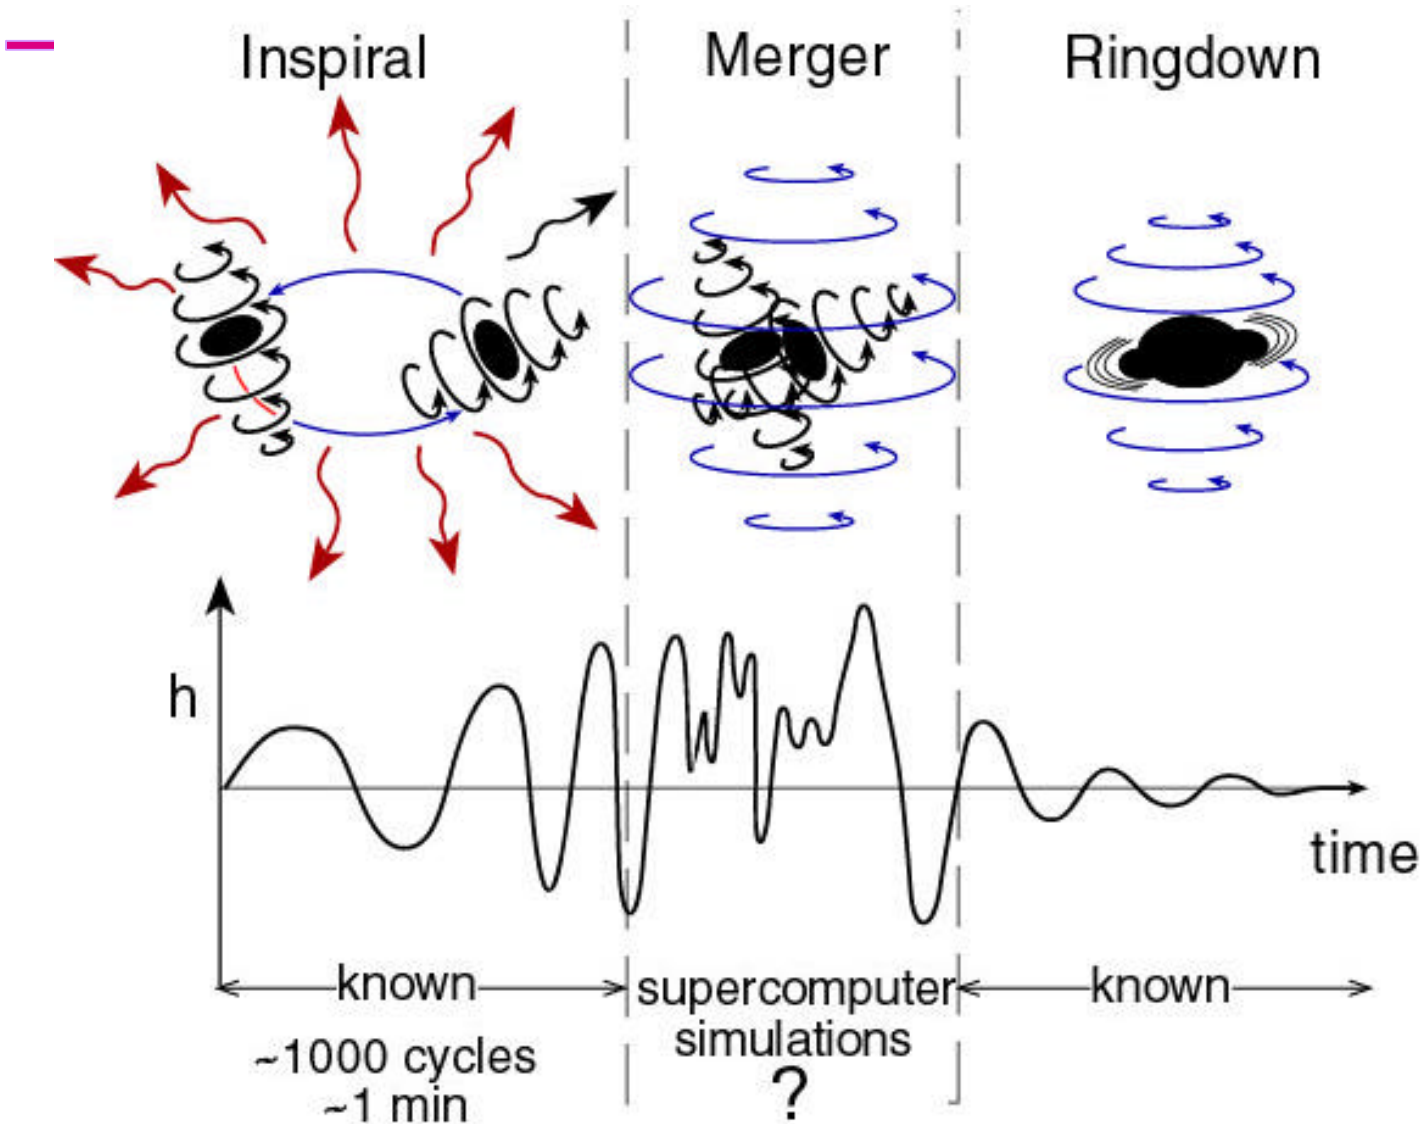 Inspiral
Merger
Ringdown
h
time
known
supercomputer
simulations
?
known
~1000 cycles
~1 min